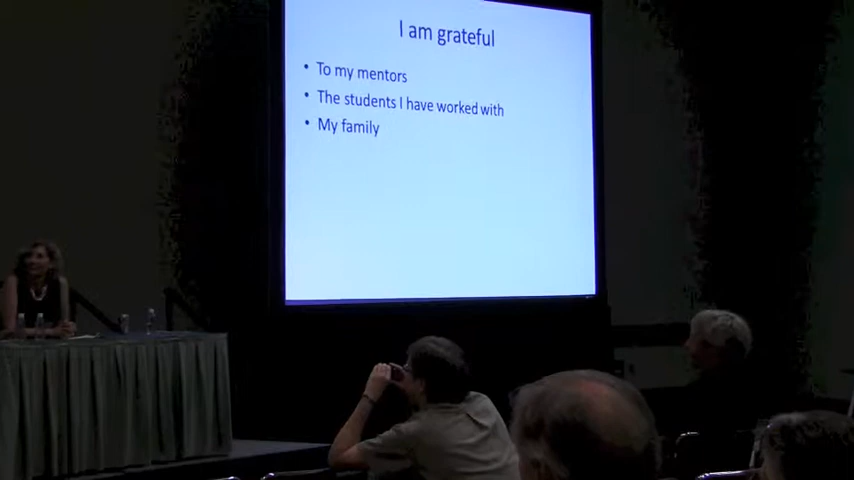 I am grateful
• To my mentors
• The students I have worked with
• My family